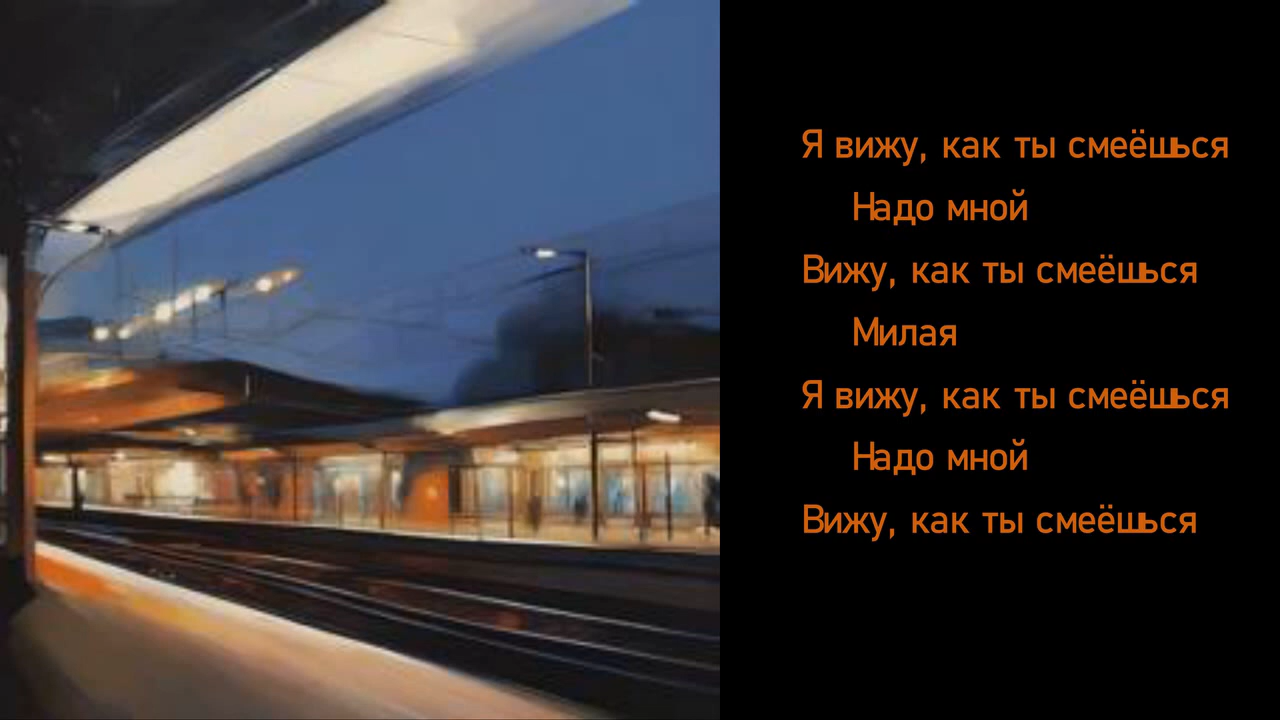 Я вижу, как ты смеёшься
Надо мной
Вижу, как ты смеёшься
Милая
Я вижу, как ты смеёшься
Надо мной
Вижу, как ты смеёшься